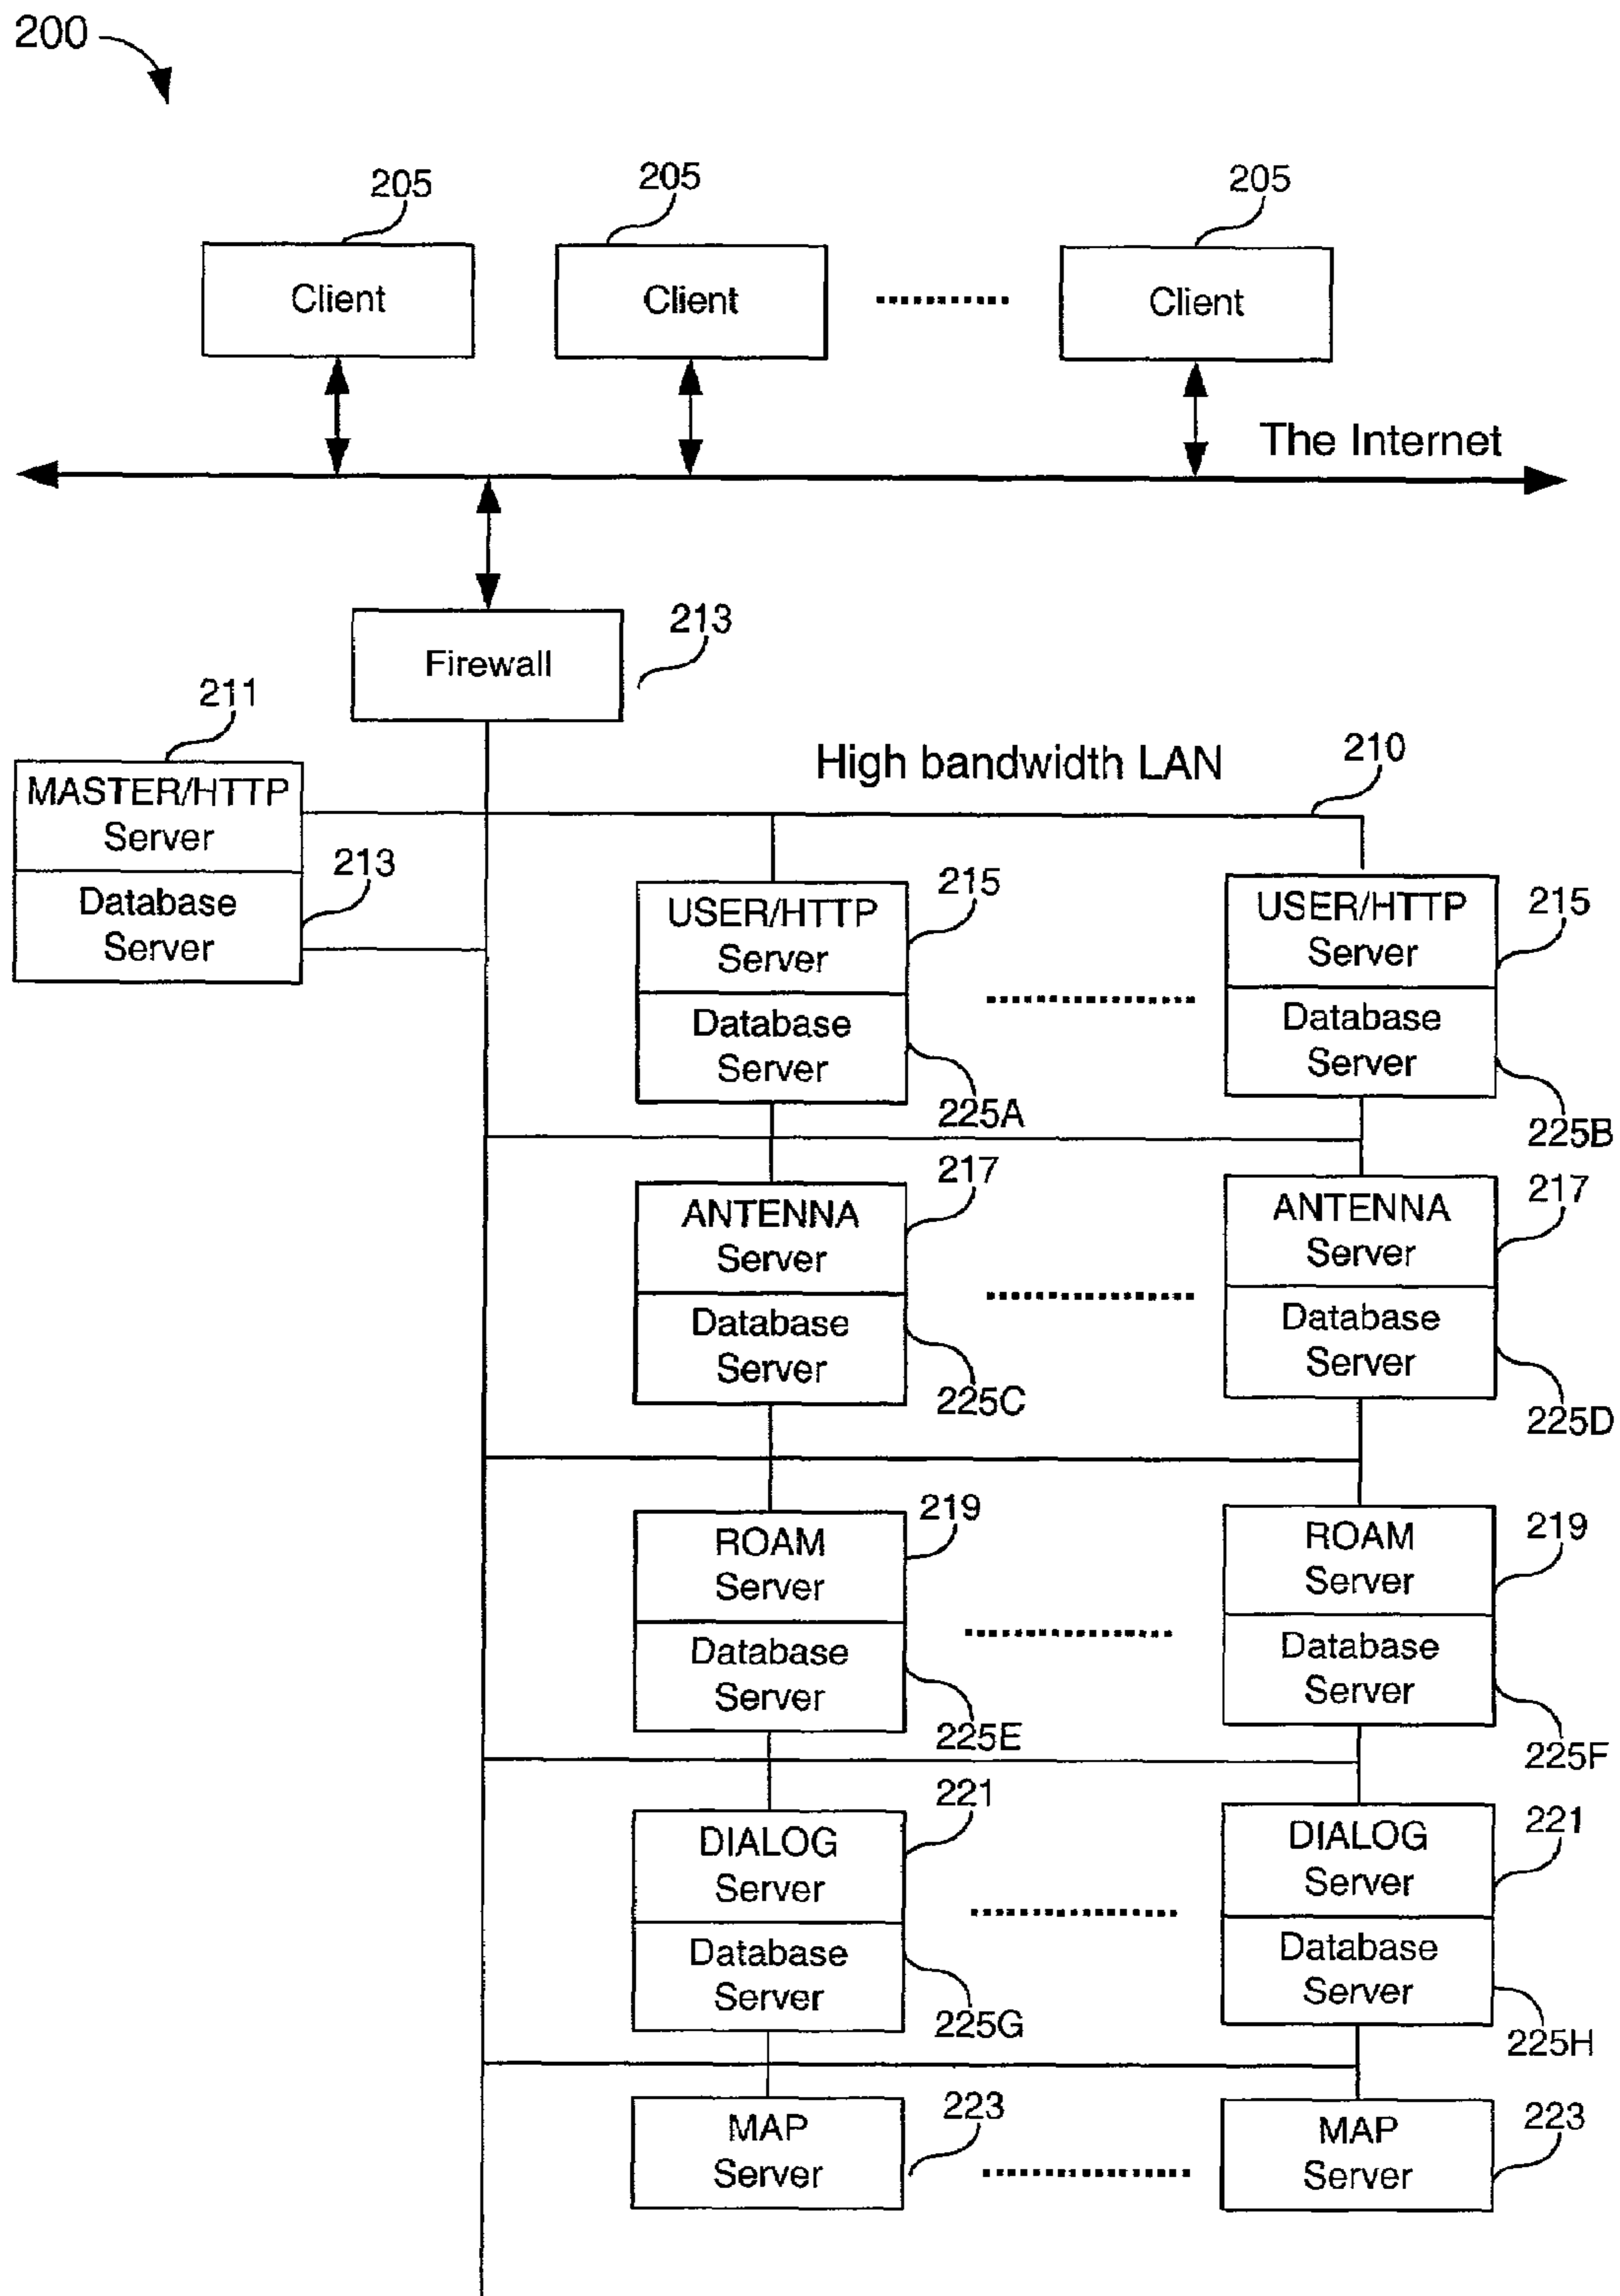 200
205
205
205
Client
Client
Client
The Internet
213
Firewall
211
High bandwidth LAN
210
MASTER/HTTP
Server
213
Database
Server
215
USER/HTTP
Server
Database
Server
225A
215
USER/HTTP
Server
Database
Server
225B
217
ANTENNA
Server
Database
Server
225C
217
ANTENNA
Server
Database
Server
225D
219
ROAM
Server
Database
Server
225E
219
ROAM
Server
Database
Server
225F
221
DIALOG
Server
Database
Server
225G
221
DIALOG
Server
Database
Server
225H
223
MAP
Server
223
MAP
Server